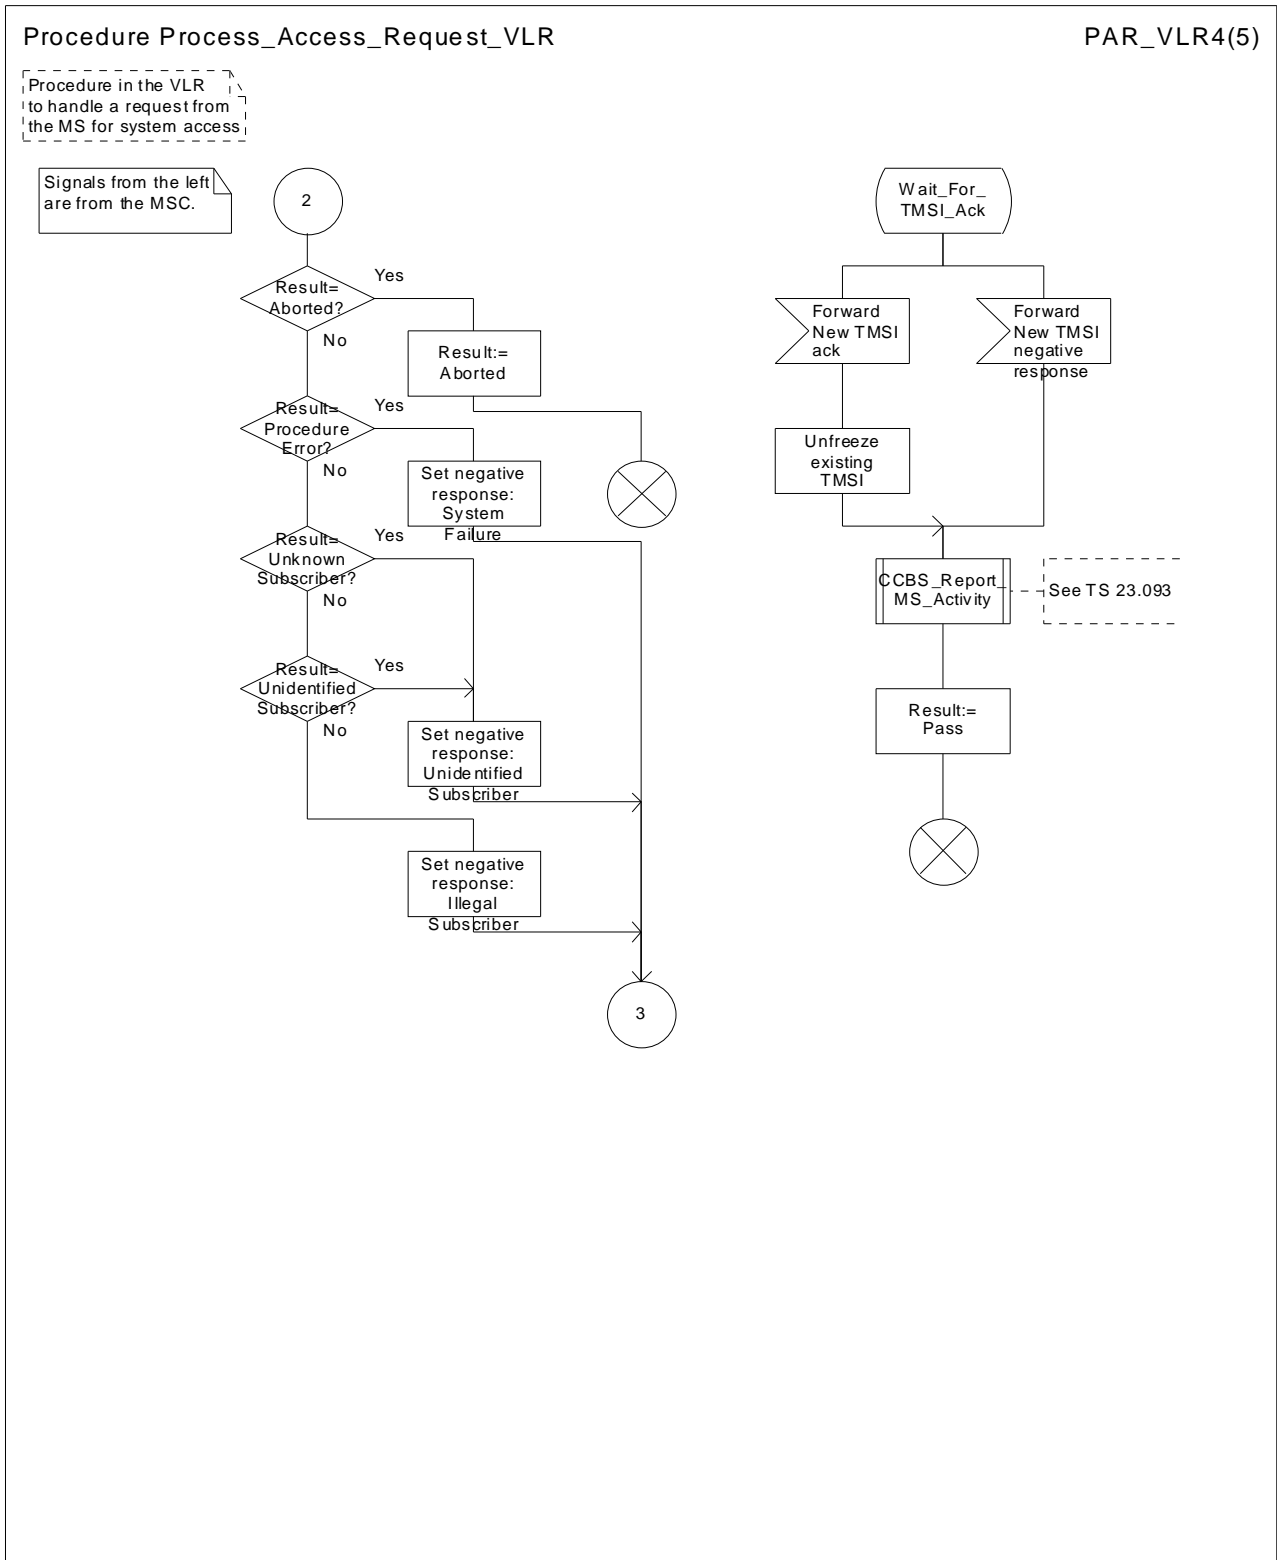 Procedure Process_Access_Request_VLR
PAR_VLR4(5)
Procedure in the VLR
to handle a request from
the MS for system access
Signals from the left
are from the MSC.
2
Result=
Aborted?
Yes
No
Result:=
Aborted
Result=
Procedure
Error?
Yes
No
Set negative
response:
System
Failure
Result=
Unknown
Subscriber?
Yes
No
Result=
Unidentified
Subscriber?
Yes
No
Set negative
response:
Unidentified
Subscriber
Set negative
response:
Illegal
Subscriber
3
Wait_For_
TMSI_Ack
Forward
New TMSI
ack
Forward
New TMSI
negative
response
Unfreeze
existing
TMSI
CCBS_Report_
MS_Activity
See TS 23.093
Result:=
Pass